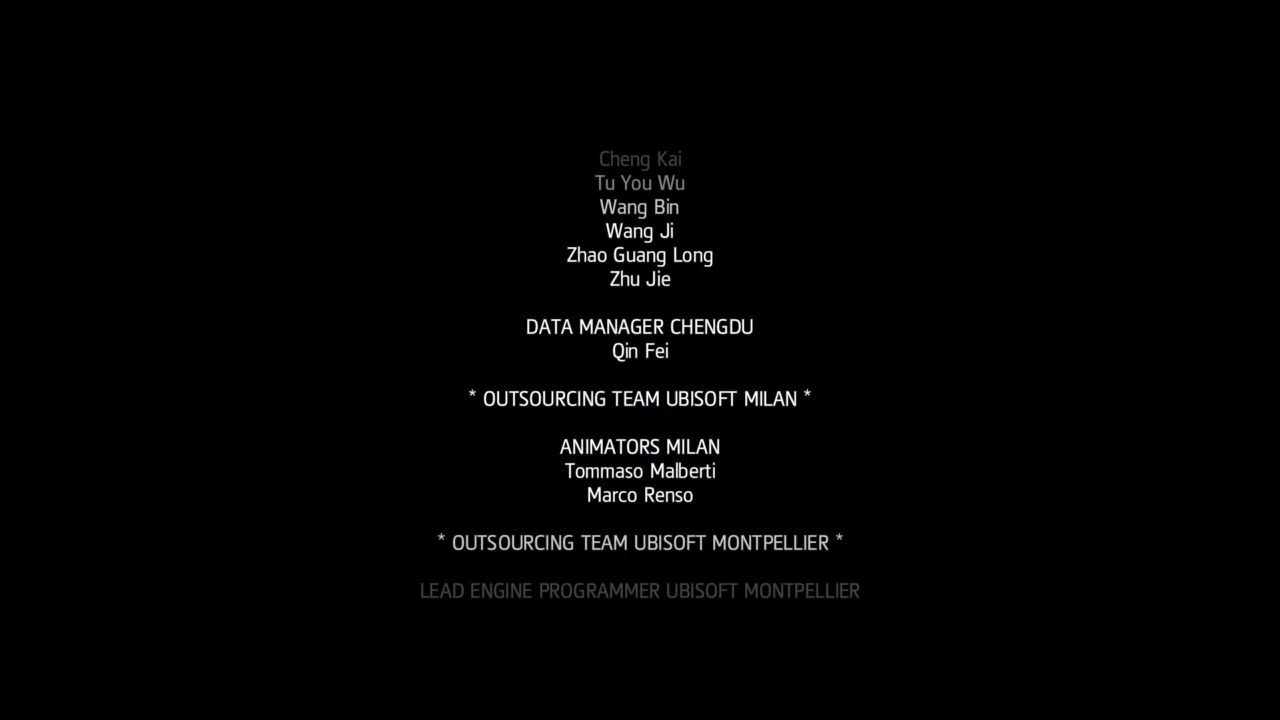 Cheng Kai
Tu You Wu
Wang Bin
Wang Ji
Zhao Guang Long
Zhu Jie
DATA MANAGER CHENGDU
Qin Fei
* OUTSOURCING TEAM UBISOFT MILAN *
ANIMATORS MILAN
Tommaso Malberti
Marco Renso
* OUTSOURCING TEAM UBISOFT MONTPELLIER *
LEAD ENGINE PROGRAMMER UBISOFT MONTPELLIER